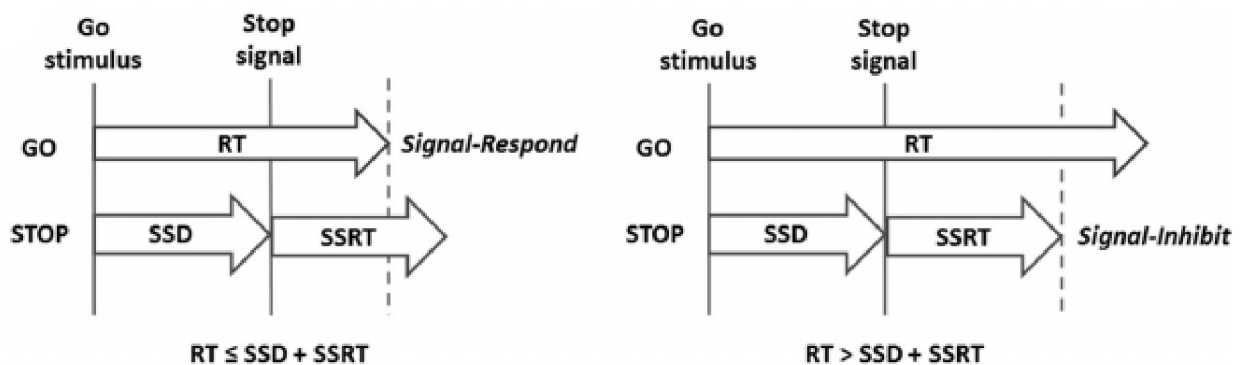 Go
stimulus
Stop
signal
GO
RT
Signal-Respond
STOP
SSD
SSRT
RT ≤ SSD + SSRT
Go
stimulus
Stop
signal
GO
RT
STOP
SSD
SSRT
Signal-Inhibit
RT > SSD + SSRT